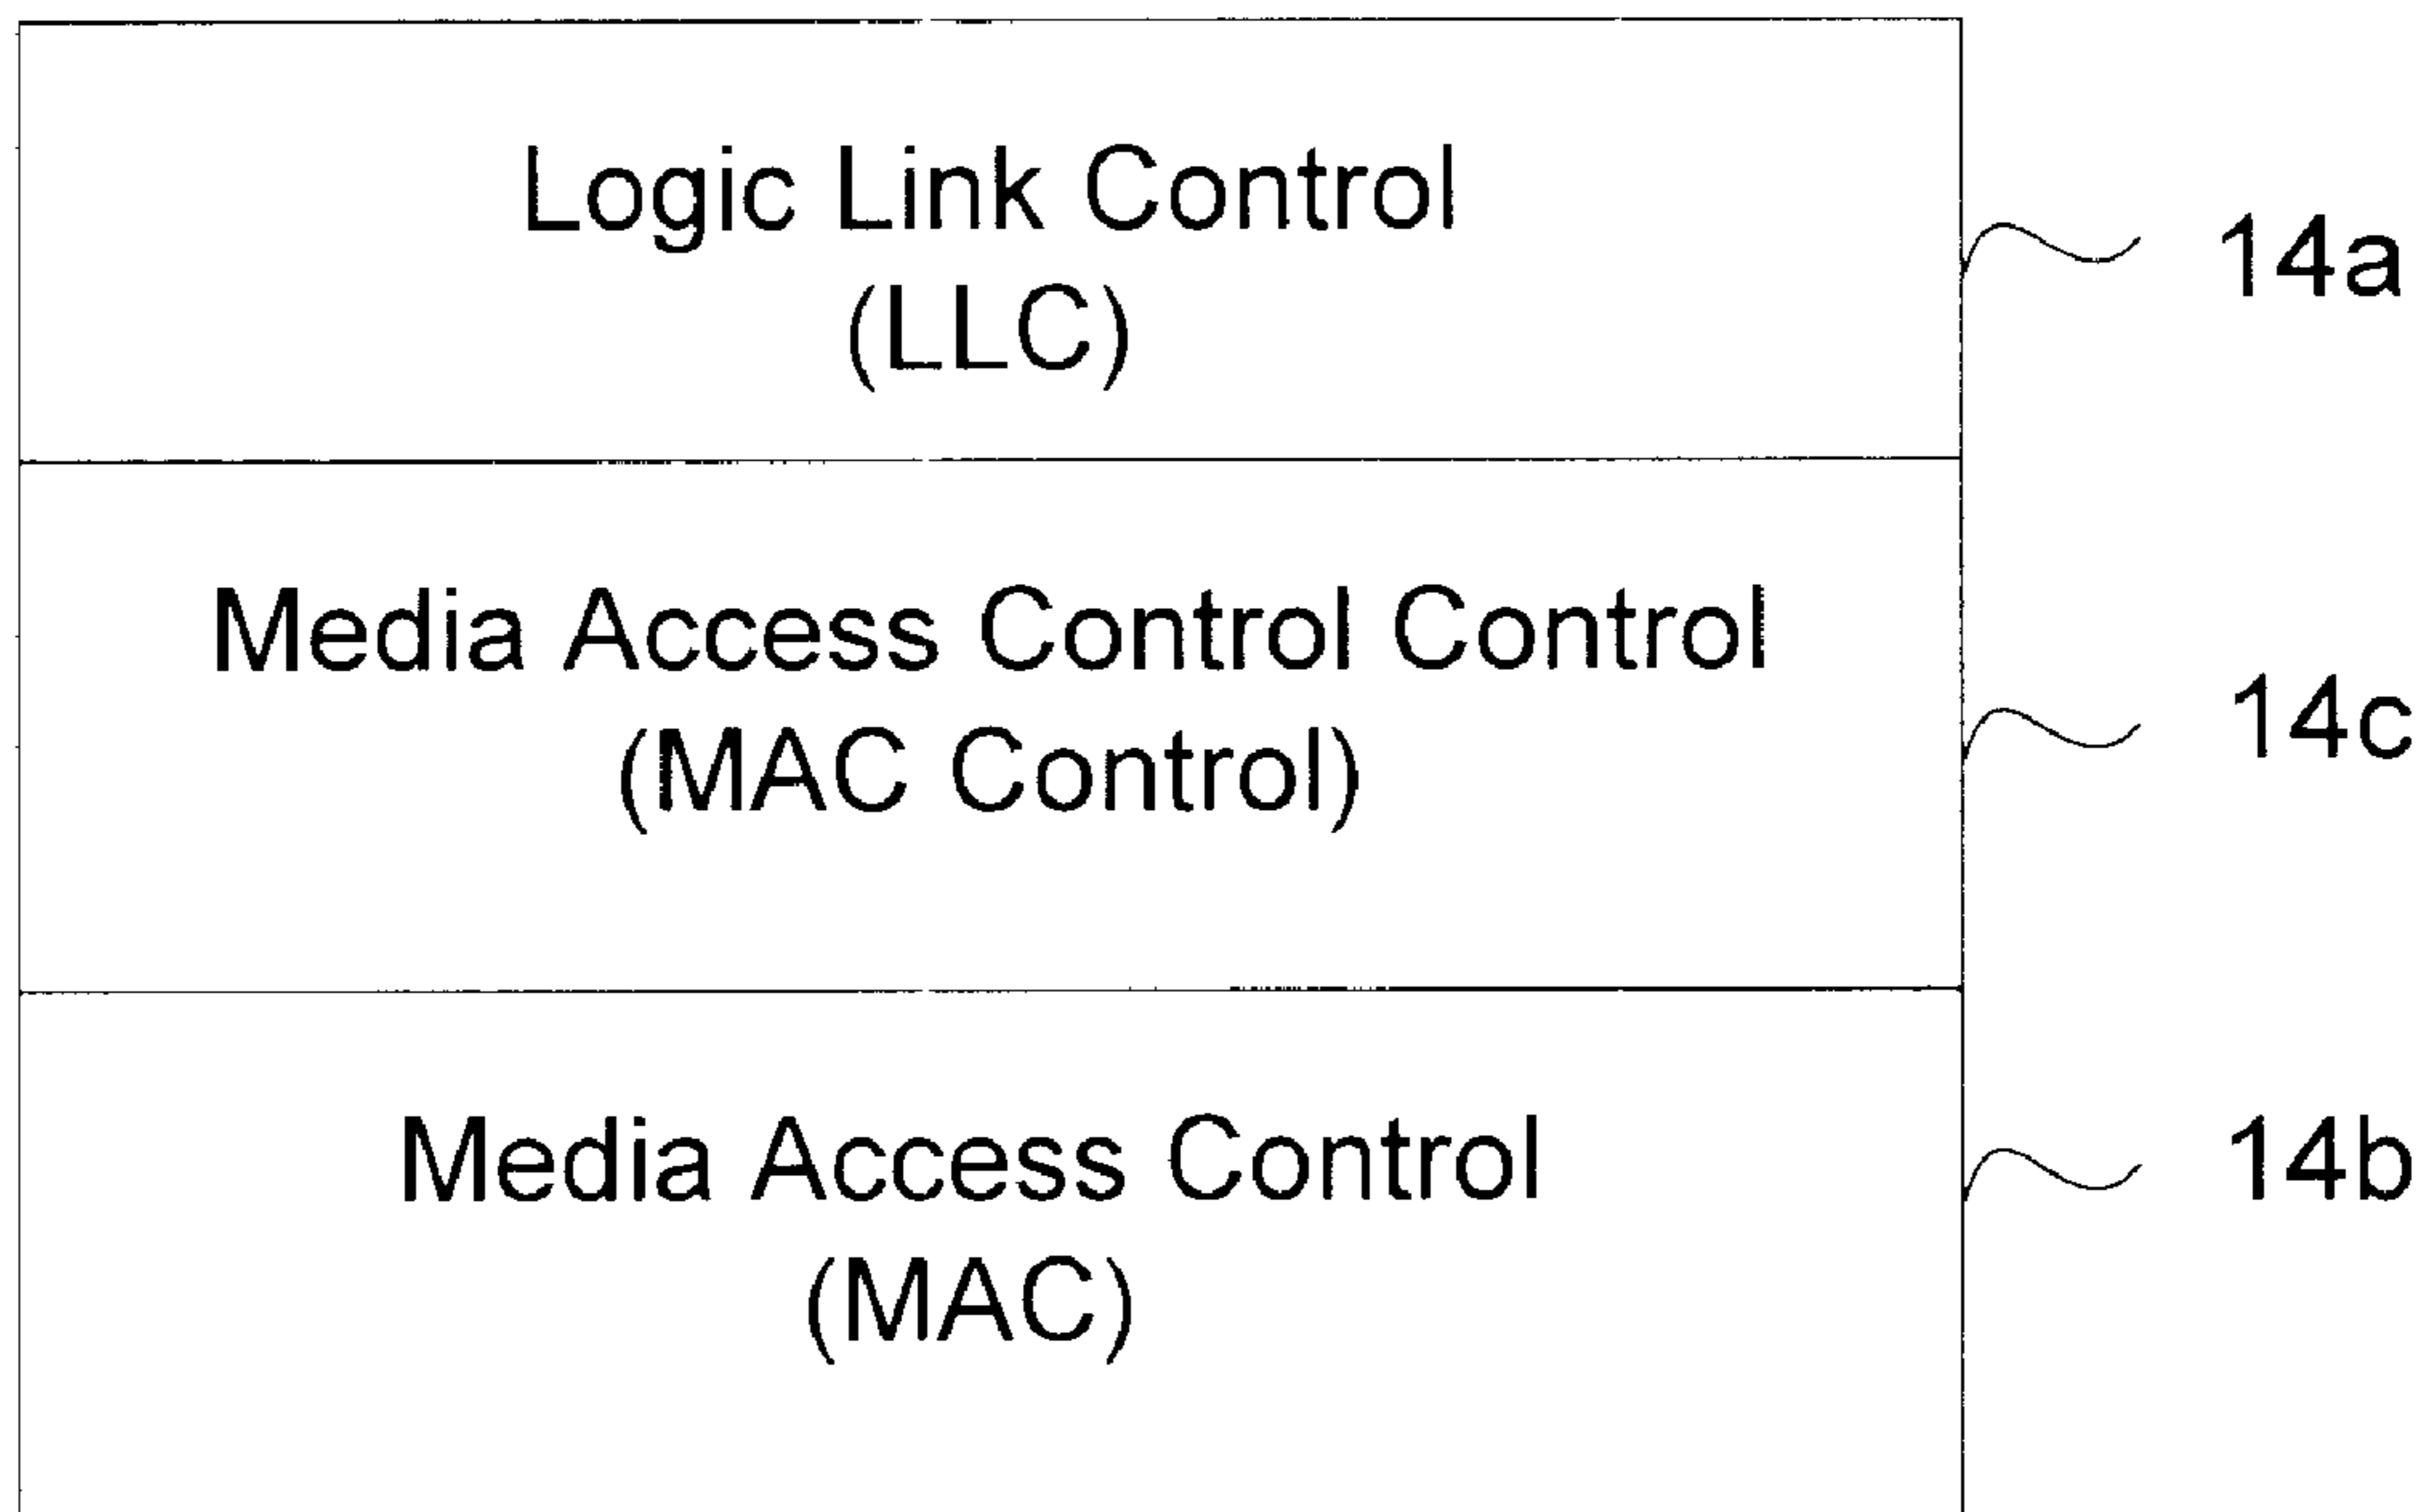 Logic Link Control
(LLC)
14a
Media Access Control Control
(MAC Control)
14c
Media Access Control
(MAC)
14b